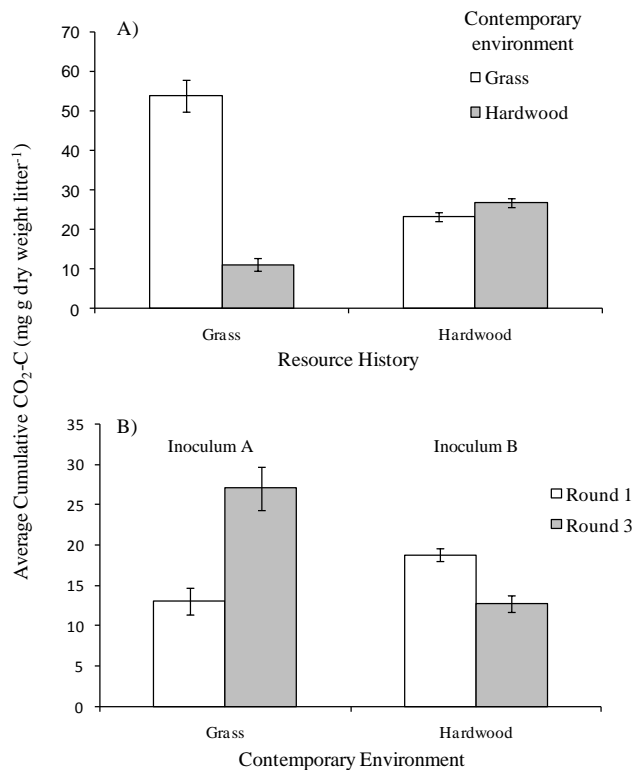 Average Cumulative CO₂-C (mg g dry weight litter⁻¹)
A)
Contemporary
environment
Grass
Hardwood
70
60
50
40
30
20
10
0
Grass
Hardwood
Resource History
B)
Inoculum A
Inoculum B
Round 1
Round 3
35
30
25
20
15
10
5
0
Grass
Hardwood
Contemporary Environment